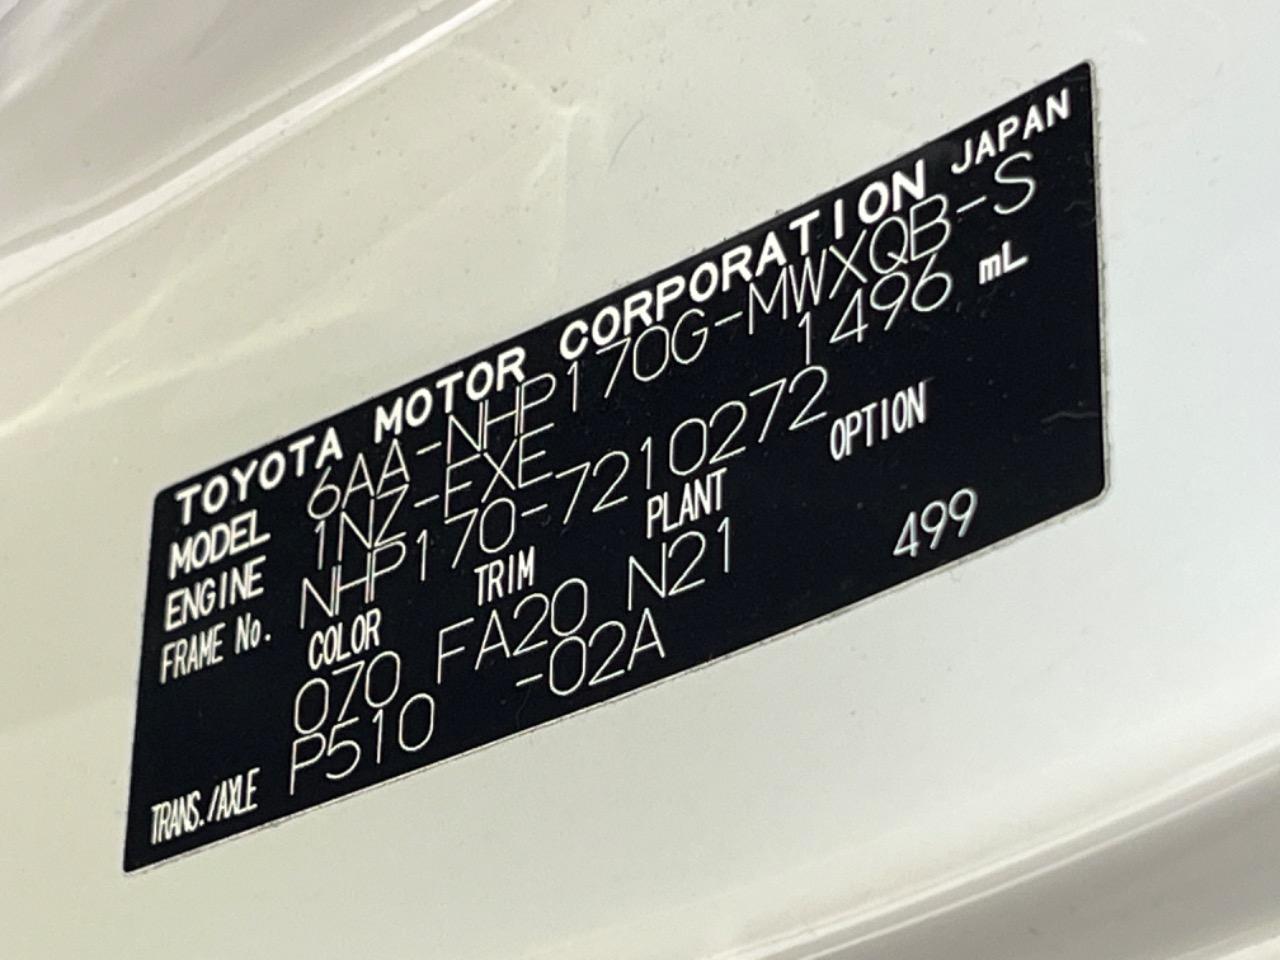 TOYOTA MOTOR CORPORATION JAPAN
MODEL 6AA-NHP170G-MWXQB-S
ENGINE 1NZ-FXE 1496 mL
FRAME No. NHP170-7210272
COLOR TRIM PLANT OPTION
070 FA20 N21 499
TRANS./AXLE P510 -02A